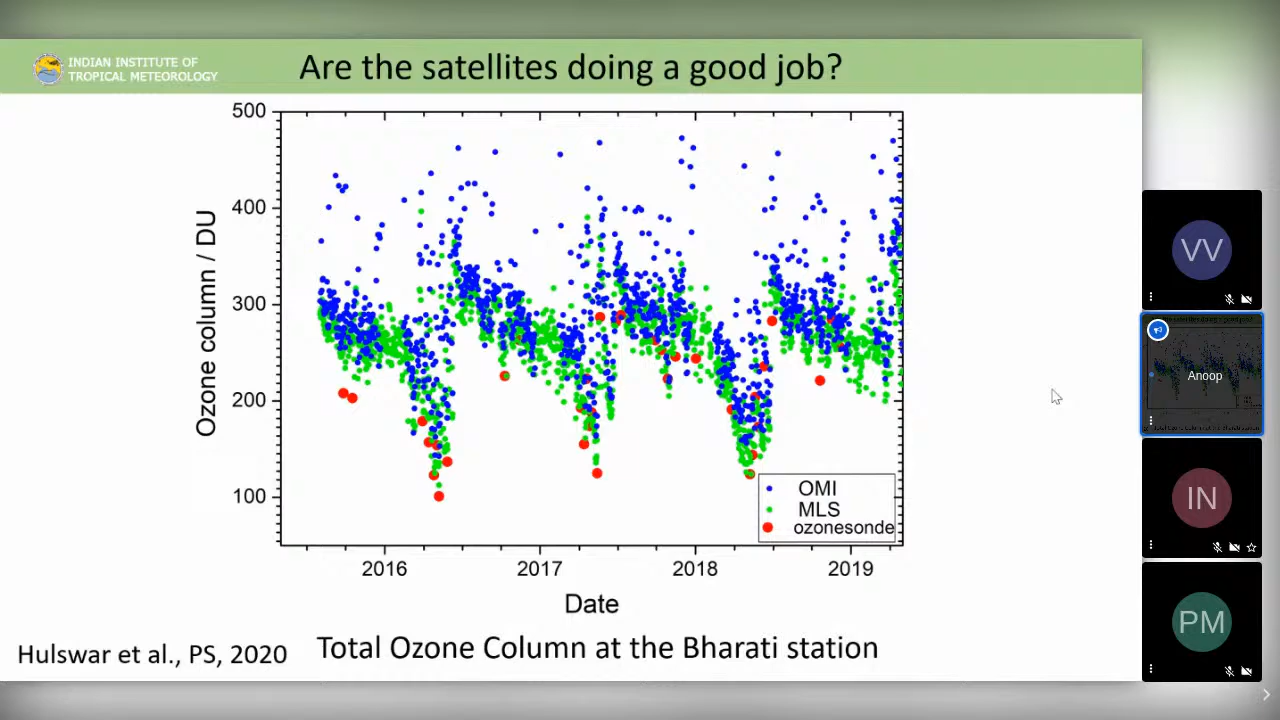 INDIAN INSTITUTE OF
TROPICAL METEOROLOGY
Are the satellites doing a good job?
500
400
300
200
100
Ozone column / DU
OMI
MLS
ozonesonde
2016
2017
2018
2019
Date
Hulswar et al., PS, 2020
Total Ozone Column at the Bharati station
VV
Anoop
IN
PM